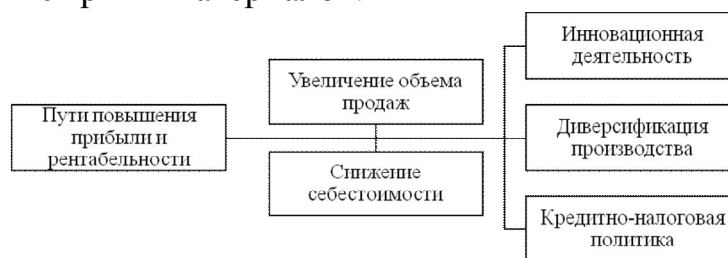 Пути повышения
прибыли и
рентабельности
Увеличение объема
продаж
Снижение
себестоимости
Инновационная
деятельность
Диверсификация
производства
Кредитно-налоговая
политика